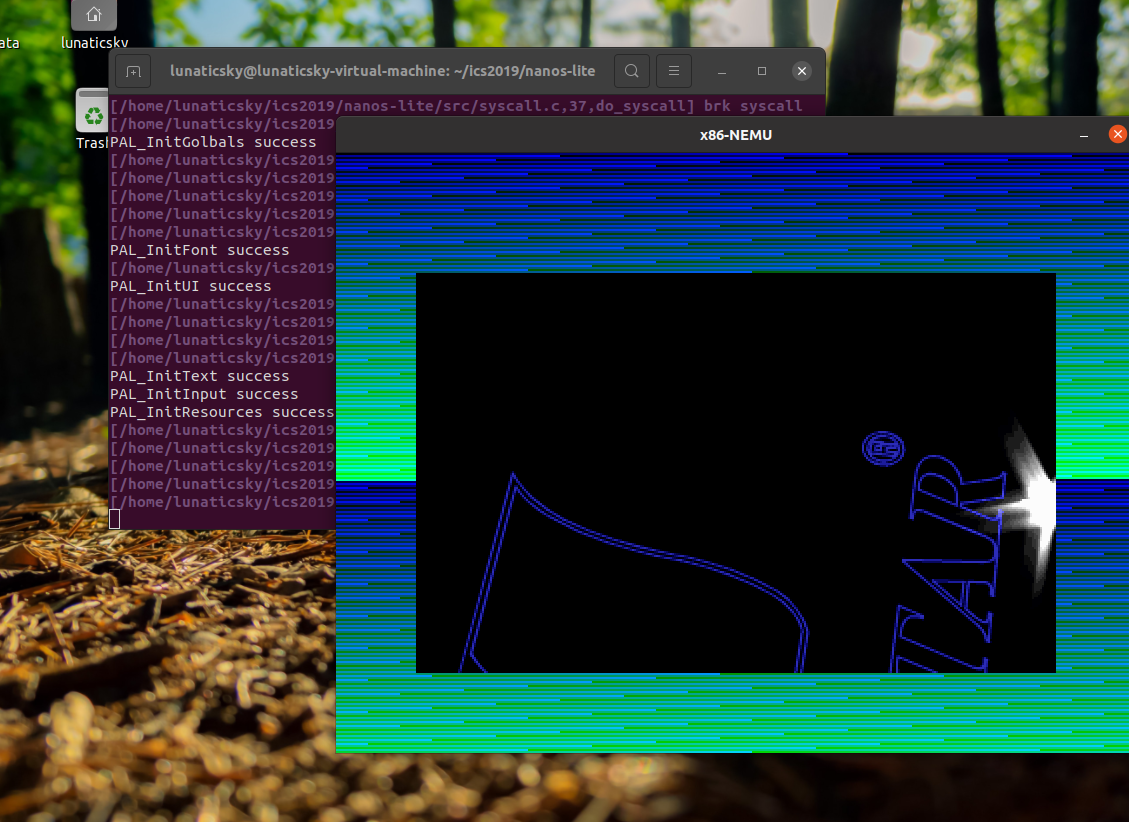 ata
lunaticsky
Trash
lunaticsky@lunaticsky-virtual-machine: ~/ics2019/nanos-lite
[/home/lunaticsky/ics2019/nanos-lite/src/syscall.c,37,do_syscall] brk syscall
[/home/lunaticsky/ics2019
PAL_InitGolbals success
[/home/lunaticsky/ics2019
[/home/lunaticsky/ics2019
[/home/lunaticsky/ics2019
[/home/lunaticsky/ics2019
[/home/lunaticsky/ics2019
PAL_InitFont success
[/home/lunaticsky/ics2019
PAL_InitUI success
[/home/lunaticsky/ics2019
[/home/lunaticsky/ics2019
[/home/lunaticsky/ics2019
[/home/lunaticsky/ics2019
PAL_InitText success
PAL_InitInput success
PAL_InitResources success
[/home/lunaticsky/ics2019
[/home/lunaticsky/ics2019
[/home/lunaticsky/ics2019
[/home/lunaticsky/ics2019
[/home/lunaticsky/ics2019
x86-NEMU
TAR
®